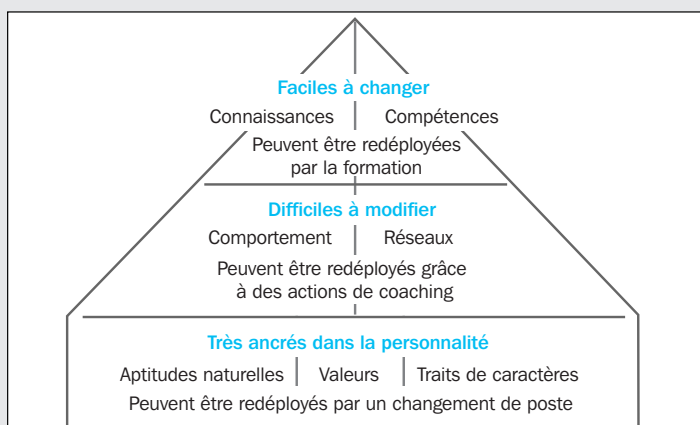 Faciles à changer
Connaissances Compétences
Peuvent être redéployées
par la formation
Difficiles à modifier
Comportement Réseaux
Peuvent être redéployés grâce
à des actions de coaching
Très ancrés dans la personnalité
Aptitudes naturelles Valeurs Traits de caractères
Peuvent être redéployés par un changement de poste